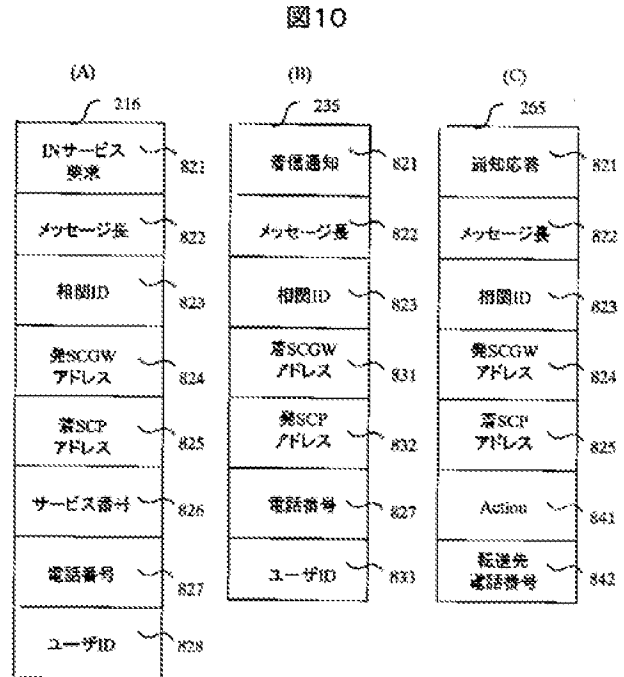 図10
(A)
216
INサービス
要求
821
メッセージ長
822
相関ID
823
発SCGW
アドレス
824
着SCP
アドレス
825
サービス番号
826
電話番号
827
ユーザID
828
(B)
235
着信通知
821
メッセージ長
822
相関ID
823
着SCGW
アドレス
831
発SCP
アドレス
832
電話番号
827
ユーザID
833
(C)
265
通知応答
821
メッセージ長
822
相関ID
823
発SCGW
アドレス
824
着SCP
アドレス
825
Action
841
転送先
電話番号
842